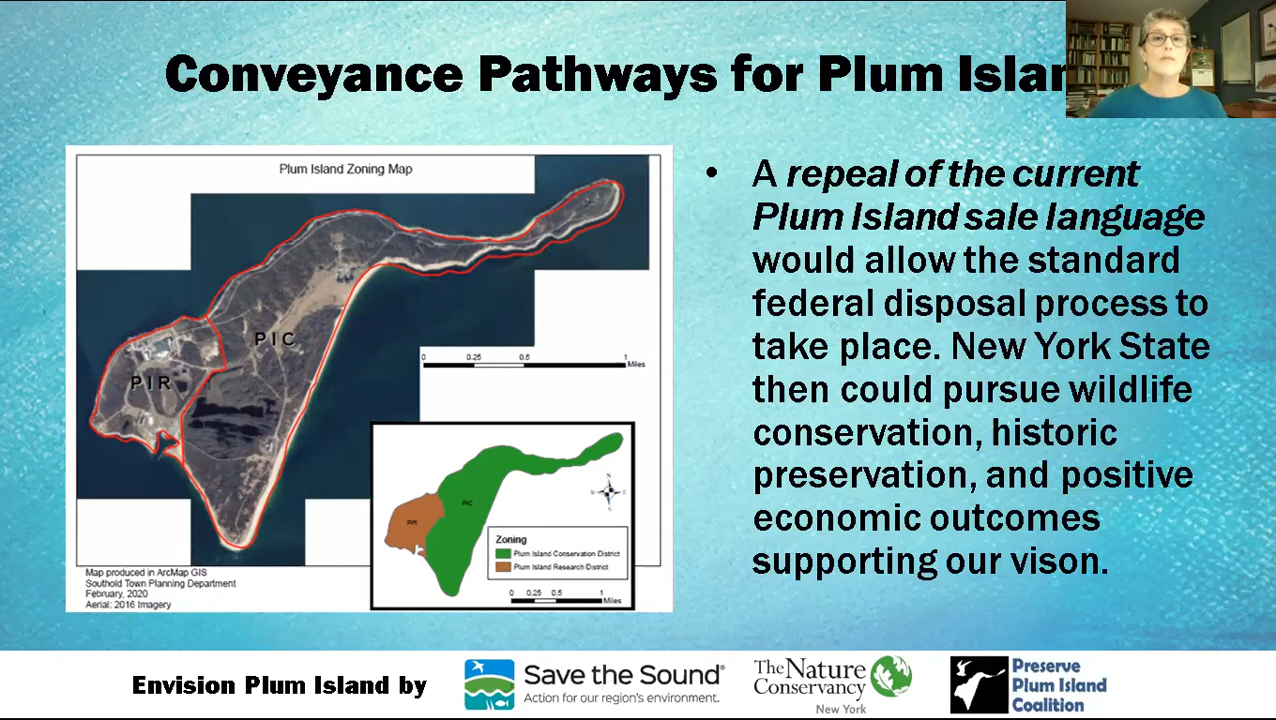 Conveyance Pathways for Plum Islan
Plum Island Zoning Map
PIC
PIR
0 0.25 0.5 1
Miles
PIC
PIR
N
W E
S
Zoning
Plum Island Conservation District
Plum Island Research District
0 0.25 0.5 1
Miles
Map produced in ArcMap GIS
Southold Town Planning Department
February, 2020
Aerial: 2016 Imagery
• A repeal of the current
Plum Island sale language
would allow the standard
federal disposal process to
take place. New York State
then could pursue wildlife
conservation, historic
preservation, and positive
economic outcomes
supporting our vison.
Envision Plum Island by
Save the Sound®
Action for our region's environment.
The Nature
Conservancy
New York
Preserve
Plum Island
Coalition